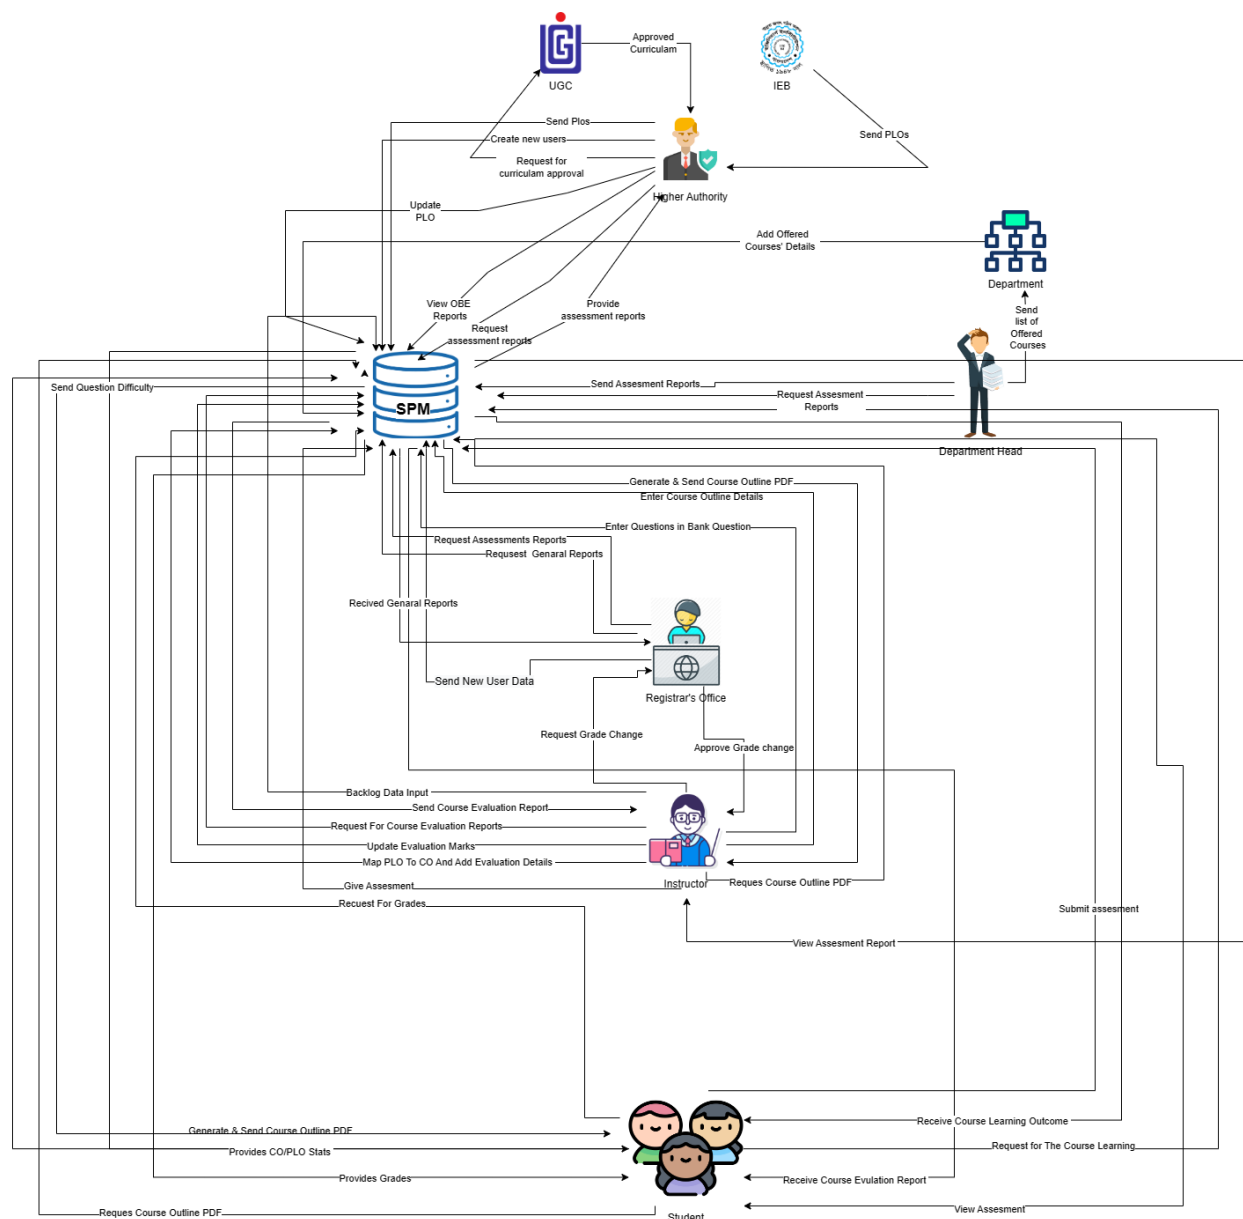 Approved
Curriculam
UGC
IEB
Send Plos
Create new users
Send PLOs
Request for
curriculam approval
Higher Authority
Update
PLO
Add Offered
Courses' Details
Department
View OBE
Reports
Provide
assessment reports
Request
assessment reports
Send
list of
Offered
Courses
Send Question Difficulty
Send Assesment Reports
Request Assesment
Reports
SPM
Department Head
Generate & Send Course Outline PDF
Enter Course Outline Details
Enter Questions in Bank Question
Request Assessments Reports
Requsest Genaral Reports
Recived Genaral Reports
Send New User Data
Registrar's Office
Request Grade Change
Approve Grade change
Backlog Data Input
Send Course Evaluation Report
Request For Course Evaluation Reports
Update Evaluation Marks
Map PLO To CO And Add Evaluation Details
Instructor
Reques Course Outline PDF
Give Assesment
Recuest For Grades
Submit assesment
View Assesment Report
Receive Course Learning Outcome
Generate & Send Course Outline PDF
Request for The Course Learning
Provides CO/PLO Stats
Provides Grades
Receive Course Evulation Report
View Assesment
Reques Course Outline PDF
Student